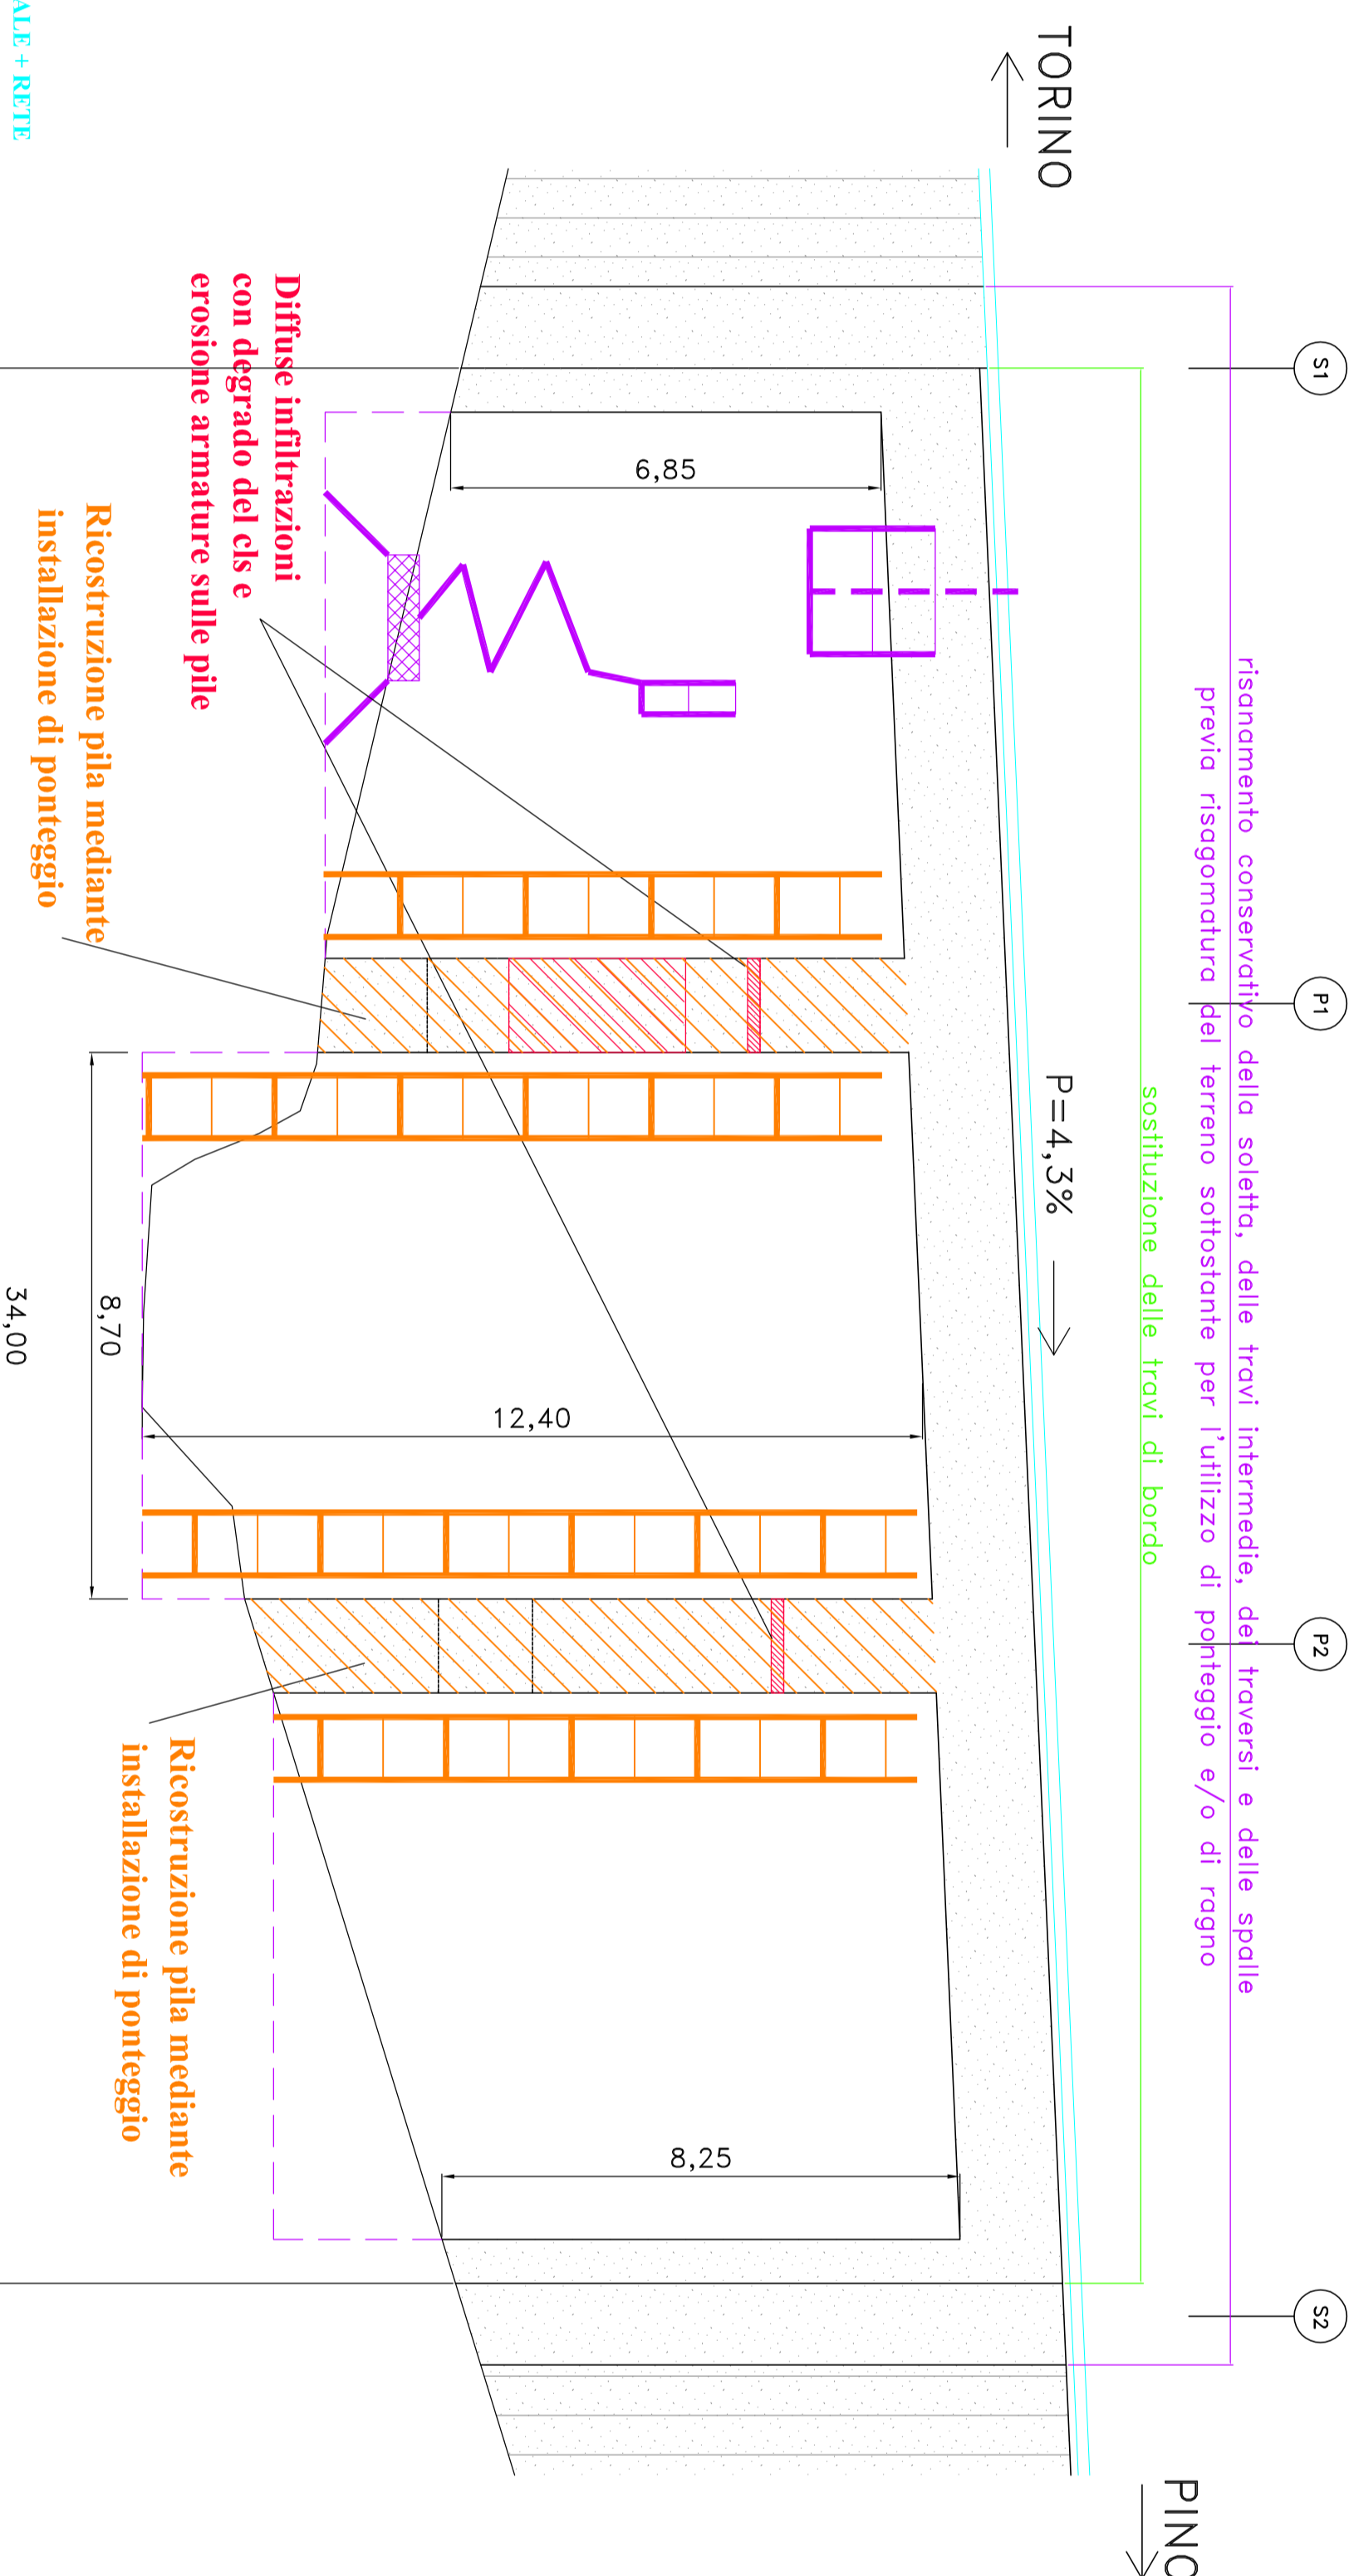 TORINO
S1
P1
P2
S2
PINO
risanamento conservativo della soletta, delle travi intermedie, dei traversi e delle spalle
previa risagomatura del terreno sottostante per l'utilizzo di ponteggio e/o di ragno
sostituzione delle travi di bordo
P=4,3%
6,85
12,40
8,25
Diffuse infiltrazioni
con degrado del cls e
erosione armature sulle pile
Ricostruzione pila mediante
installazione di ponteggio
Ricostruzione pila mediante
installazione di ponteggio
8,70
34,00
ALE + RETE